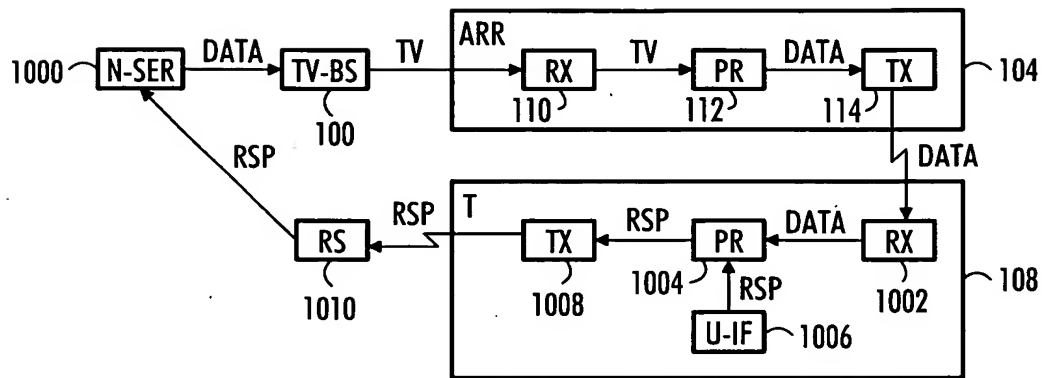 ARR
DATA TV TV DATA
1000 N-SER TV-BS RX PR TX 104
100 110 112 114
RSP DATA
T
RSP RSP DATA
RS TX PR RX
1010 1008 1004 RSP 1002 108
U-IF 1006